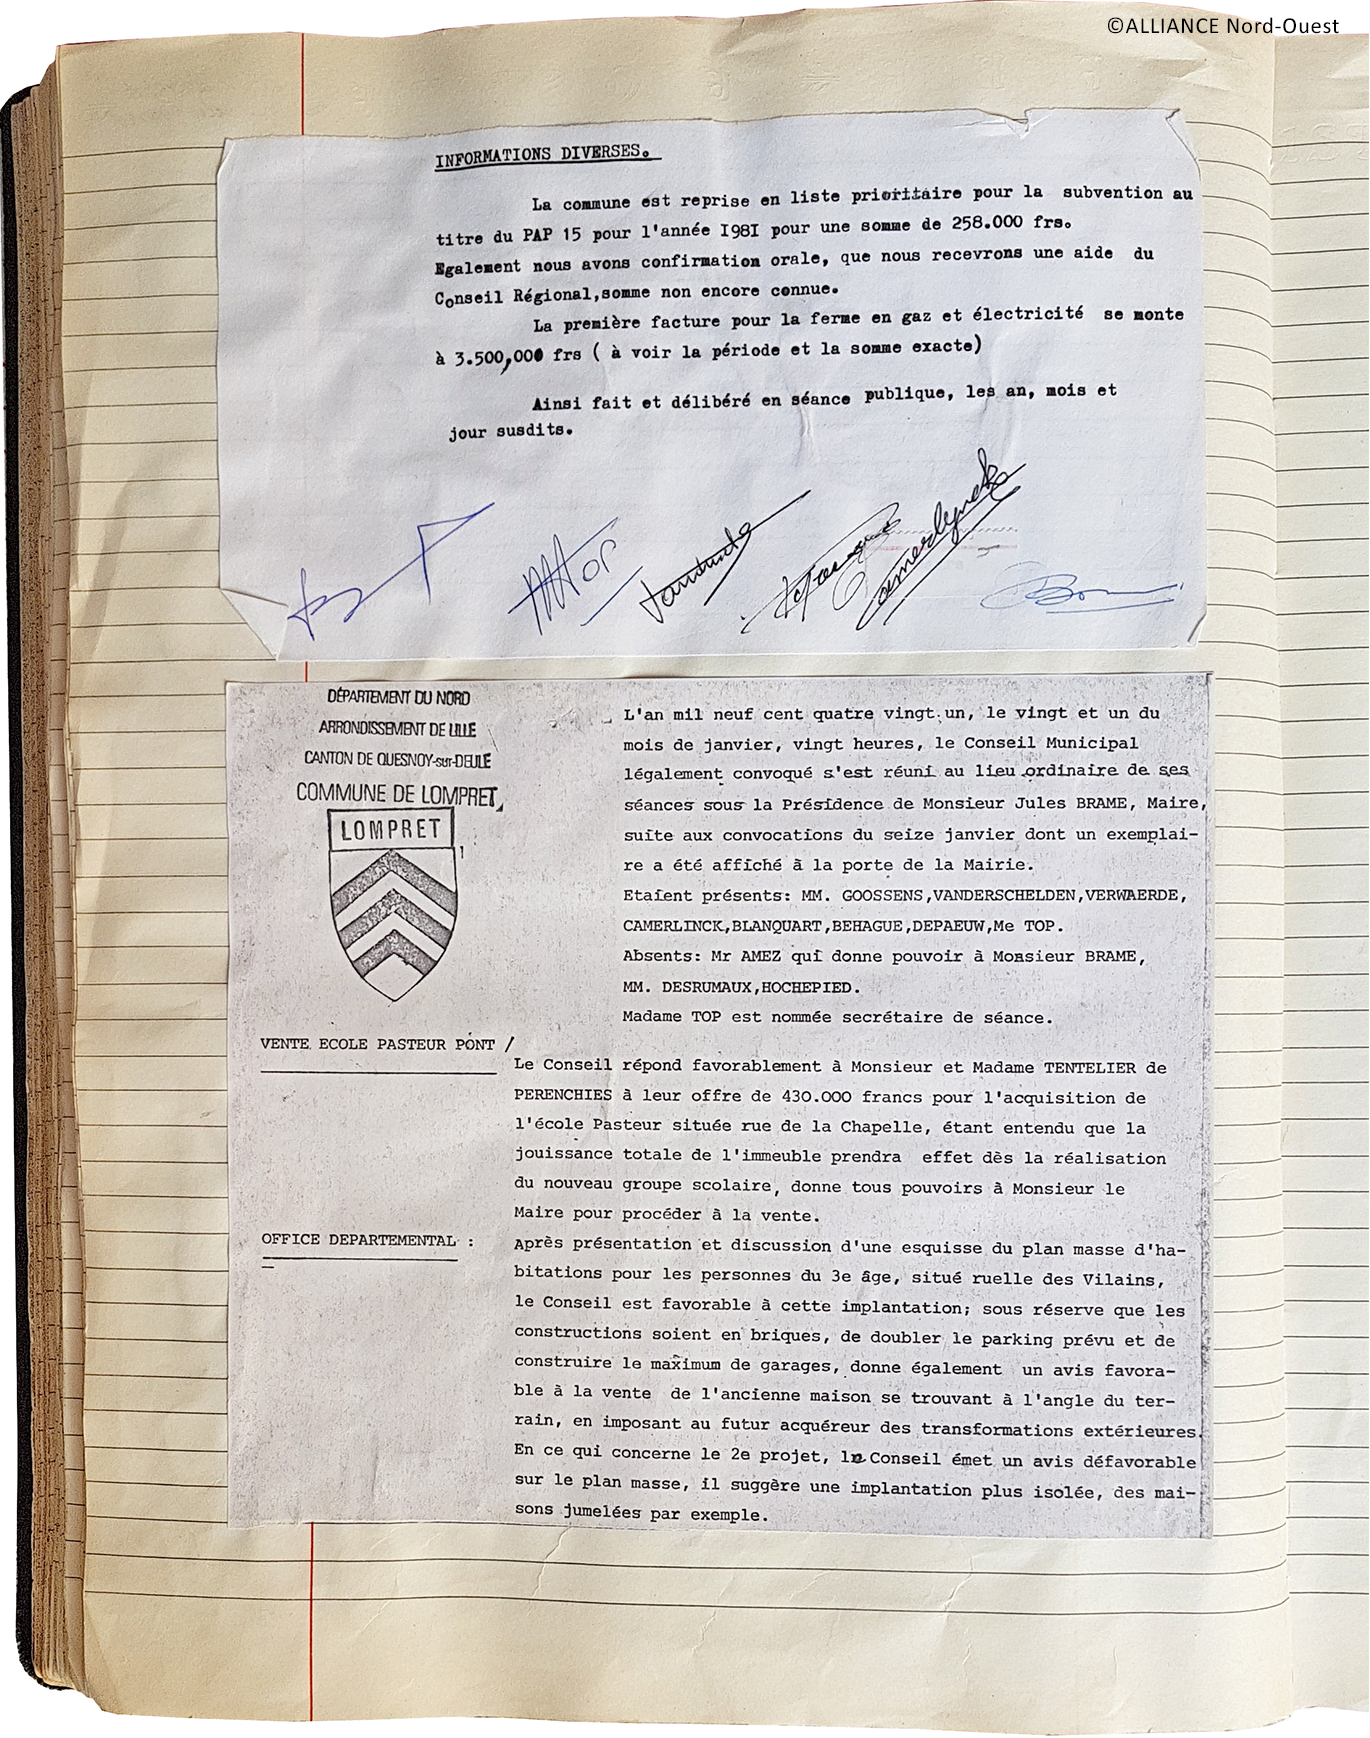 ©ALLIANCE Nord-Ouest
INFORMATIONS DIVERSES.
La commune est reprise en liste prioritaire pour la subvention au
titre du PAP 15 pour l'année I98I pour une somme de 258.000 frs.
Egalement nous avons confirmation orale, que nous recevrons une aide du
Conseil Régional,somme non encore connue.
La première facture pour la ferme en gaz et électricité se monte
à 3.500,000 frs ( à voir la période et la somme exacte)
Ainsi fait et délibéré en séance publique, les an, mois et
jour susdits.
DÉPARTEMENT DU NORD
ARRONDISSEMENT DE LILLE
CANTON DE QUESNOY-sur-DEULE
COMMUNE DE LOMPRET
LOMPRET
L'an mil neuf cent quatre vingt un, le vingt et un du
mois de janvier, vingt heures, le Conseil Municipal
légalement convoqué s'est réuni au lieu ordinaire de ses
séances sous la Présidence de Monsieur Jules BRAME, Maire,
suite aux convocations du seize janvier dont un exemplai-
re a été affiché à la porte de la Mairie.
Etaient présents: MM. GOOSSENS,VANDERSCHELDEN,VERWAERDE,
CAMERLINCK,BLANQUART,BEHAGUE,DEPAEUW,Me TOP.
Absents: Mr AMEZ qui donne pouvoir à Monsieur BRAME,
MM. DESRUMAUX,HOCHEPIED.
Madame TOP est nommée secrétaire de séance.
VENTE ECOLE PASTEUR PONT /
Le Conseil répond favorablement à Monsieur et Madame TENTELIER de
PERENCHIES à leur offre de 430.000 francs pour l'acquisition de
l'école Pasteur située rue de la Chapelle, étant entendu que la
jouissance totale de l'immeuble prendra effet dès la réalisation
du nouveau groupe scolaire, donne tous pouvoirs à Monsieur le
Maire pour procéder à la vente.
OFFICE DEPARTEMENTAL :
Après présentation et discussion d'une esquisse du plan masse d'ha-
bitations pour les personnes du 3e âge, situé ruelle des Vilains,
le Conseil est favorable à cette implantation; sous réserve que les
constructions soient en briques, de doubler le parking prévu et de
construire le maximum de garages, donne également un avis favora-
ble à la vente de l'ancienne maison se trouvant à l'angle du ter-
rain, en imposant au futur acquéreur des transformations extérieures.
En ce qui concerne le 2e projet, le Conseil émet un avis défavorable
sur le plan masse, il suggère une implantation plus isolée, des mai-
sons jumelées par exemple.